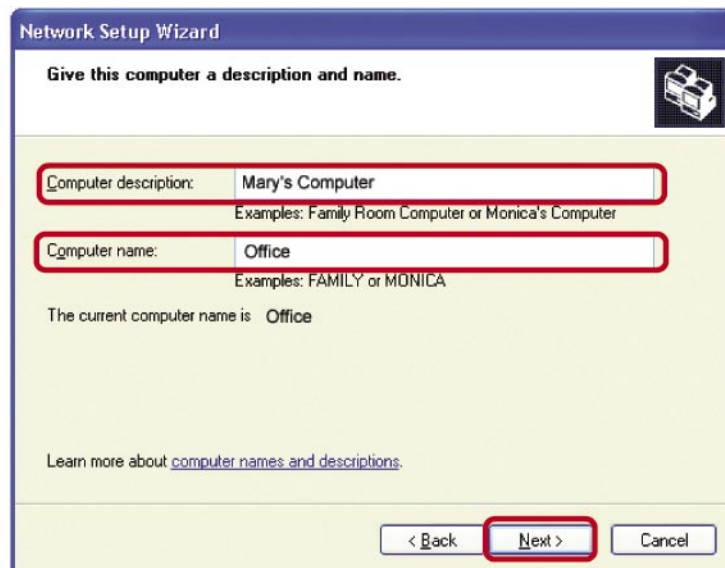 Network Setup Wizard
Give this computer a description and name.
Computer description: Mary's Computer
Examples: Family Room Computer or Monica's Computer
Computer name: Office
Examples: FAMILY or MONICA
The current computer name is Office
Learn more about computer names and descriptions.
< Back Next > Cancel